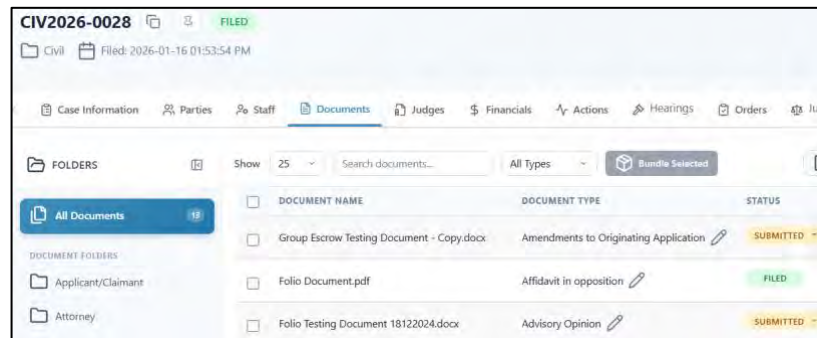 CIV2026-0028 FILED
Civil Filed: 2026-01-16 01:53:54 PM
Case Information Parties Staff Documents Judges $ Financials Actions Hearings Orders
FOLDERS Show 25 Search documents... All Types Bundle Selected
All Documents 13
DOCUMENT NAME DOCUMENT TYPE STATUS
Group Escrow Testing Document - Copy.docx Amendments to Originating Application SUBMITTED
DOCUMENT FOLDERS
Applicant/Claimant
Folio Document.pdf Affidavit in opposition FILED
Attorney
Folio Testing Document 18122024.docx Advisory Opinion SUBMITTED